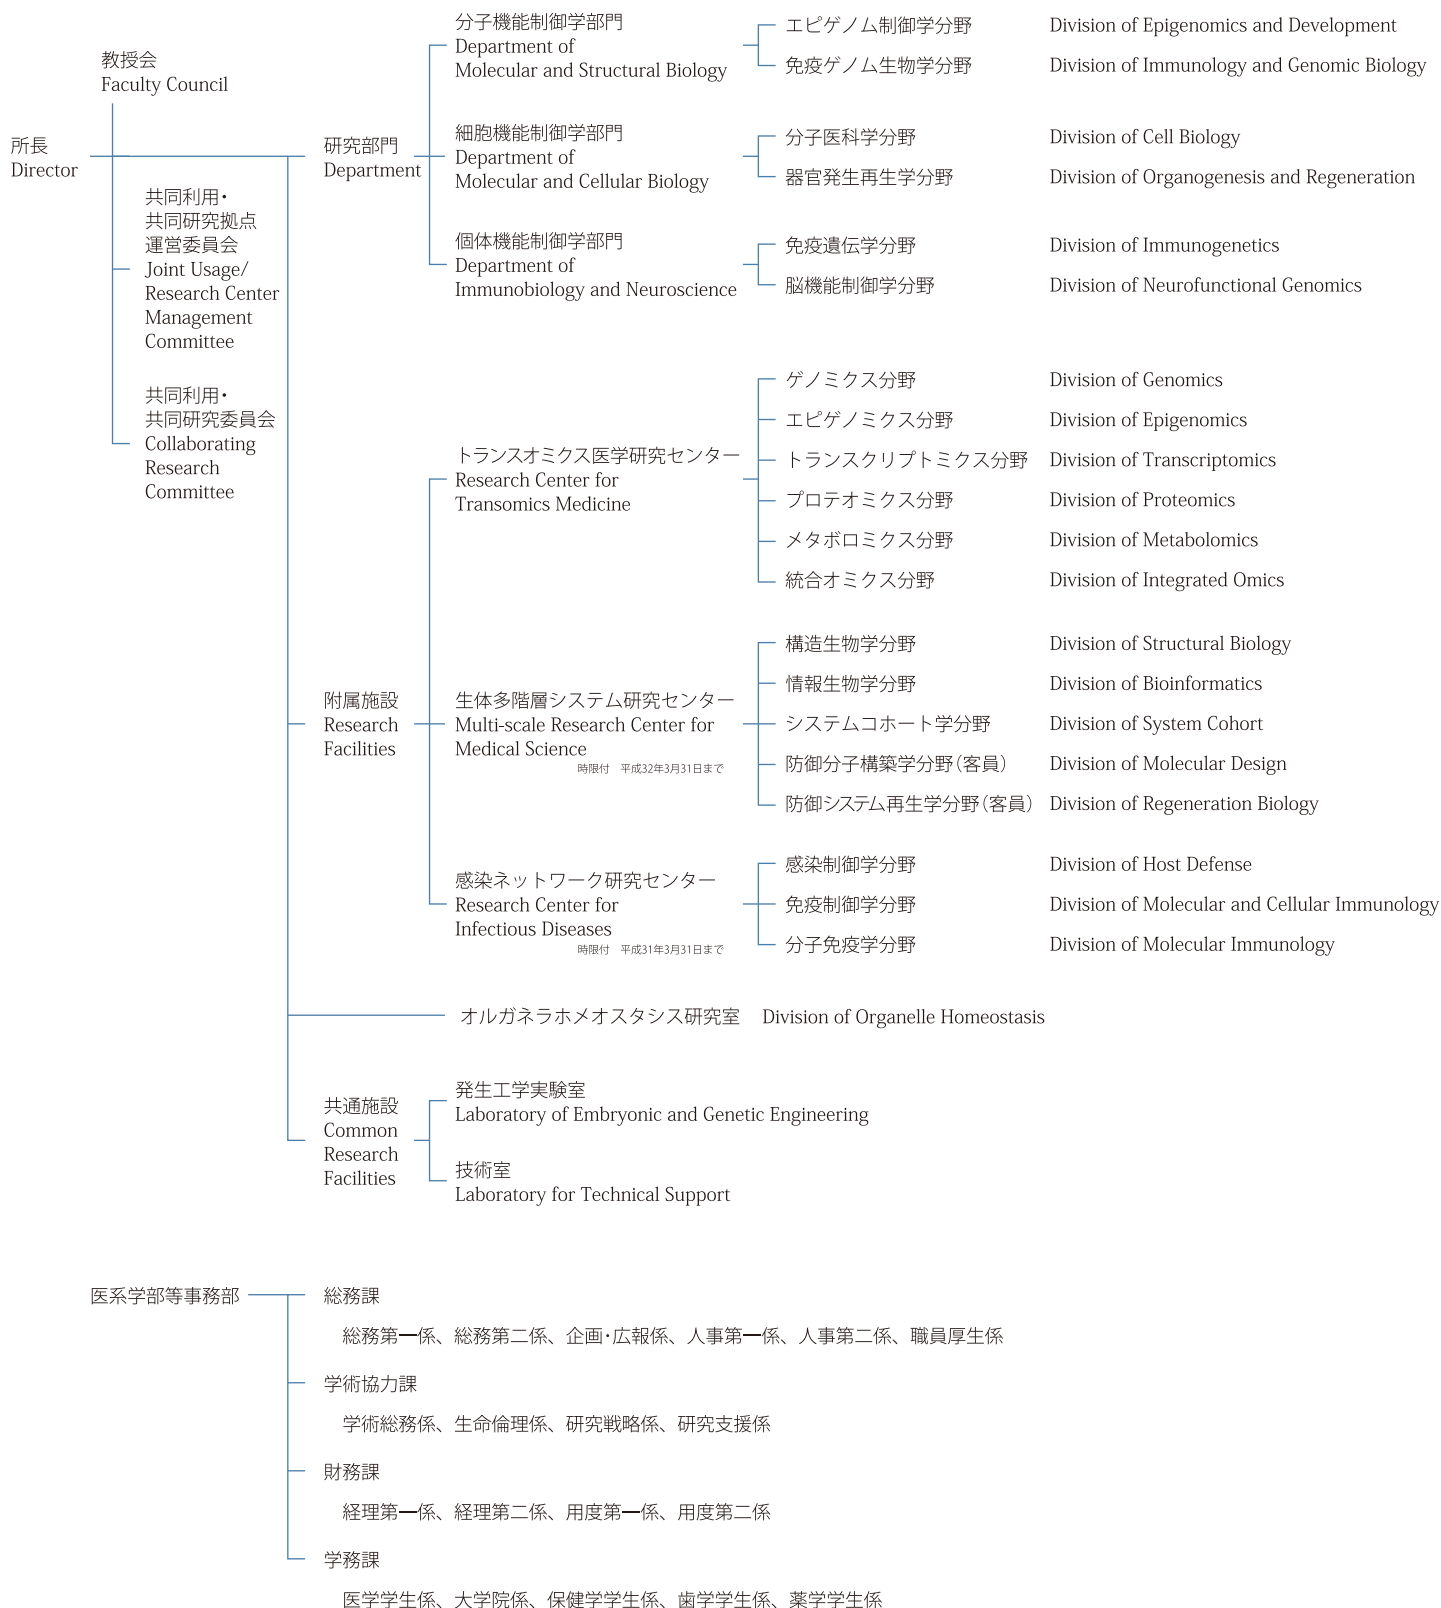 所長
Director
教授会
Faculty Council
共同利用・
共同研究拠点
運営委員会
Joint Usage/
Research Center
Management
Committee
共同利用・
共同研究委員会
Collaborating
Research
Committee
研究部門
Department
分子機能制御学部門
Department of
Molecular and Structural Biology
エピゲノム制御学分野 Division of Epigenomics and Development
免疫ゲノム生物学分野 Division of Immunology and Genomic Biology
細胞機能制御学部門
Department of
Molecular and Cellular Biology
分子医科学分野 Division of Cell Biology
器官発生再生学分野 Division of Organogenesis and Regeneration
個体機能制御学部門
Department of
Immunobiology and Neuroscience
免疫遺伝学分野 Division of Immunogenetics
脳機能制御学分野 Division of Neurofunctional Genomics
附属施設
Research
Facilities
トランスオミクス医学研究センター
Research Center for
Transomics Medicine
ゲノミクス分野 Division of Genomics
エピゲノミクス分野 Division of Epigenomics
トランスクリプトミクス分野 Division of Transcriptomics
プロテオミクス分野 Division of Proteomics
メタボロミクス分野 Division of Metabolomics
統合オミクス分野 Division of Integrated Omics
生体多階層システム研究センター
Multi-scale Research Center for
Medical Science
時限付 平成32年3月31日まで
構造生物学分野 Division of Structural Biology
情報生物学分野 Division of Bioinformatics
システムコホート学分野 Division of System Cohort
防御分子構築学分野（客員） Division of Molecular Design
防御システム再生学分野（客員） Division of Regeneration Biology
感染ネットワーク研究センター
Research Center for
Infectious Diseases
時限付 平成31年3月31日まで
感染制御学分野 Division of Host Defense
免疫制御学分野 Division of Molecular and Cellular Immunology
分子免疫学分野 Division of Molecular Immunology
オルガネラホメオスタシス研究室 Division of Organelle Homeostasis
共通施設
Common
Research
Facilities
発生工学実験室
Laboratory of Embryonic and Genetic Engineering
技術室
Laboratory for Technical Support
医系学部等事務部
総務課
総務第一係、総務第二係、企画・広報係、人事第一係、人事第二係、職員厚生係
学術協力課
学術総務係、生命倫理係、研究戦略係、研究支援係
財務課
経理第一係、経理第二係、用度第一係、用度第二係
学務課
医学学生係、大学院係、保健学学生係、歯学学生係、薬学学生係